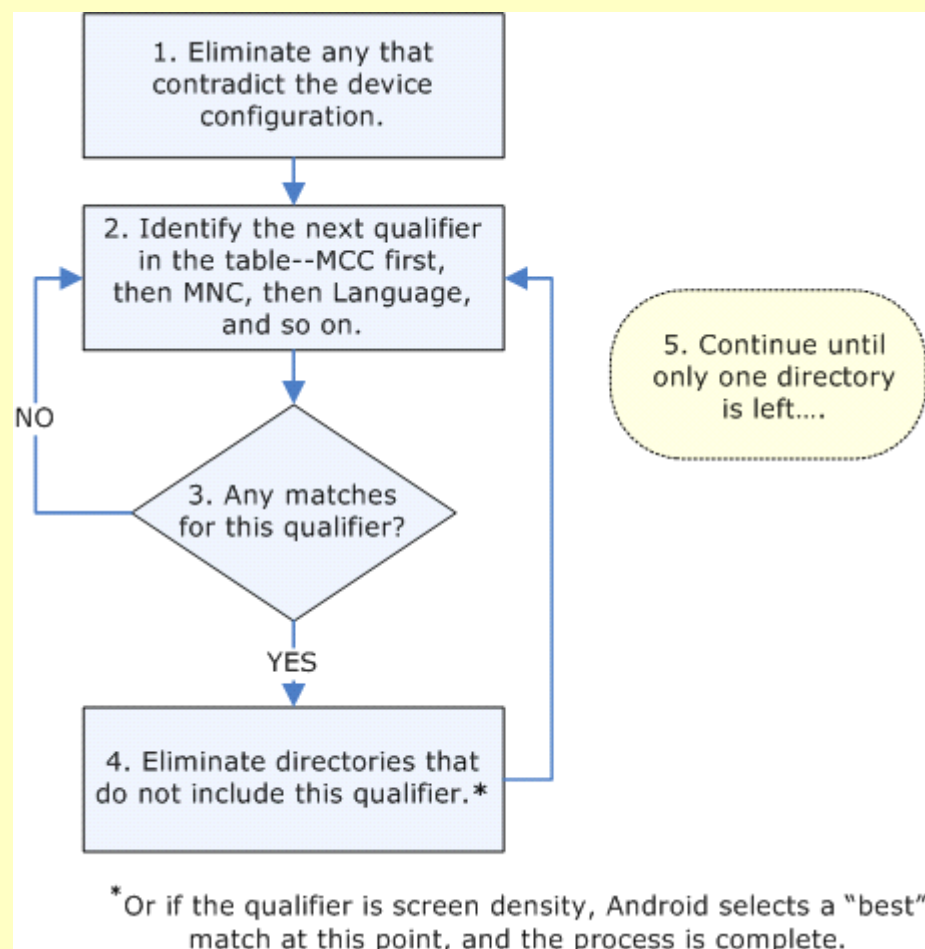 1. Eliminate any that
contradict the device
configuration.
2. Identify the next qualifier
in the table--MCC first,
then MNC, then Language,
and so on.
5. Continue until
only one directory
is left....
NO
3. Any matches
for this qualifier?
YES
4. Eliminate directories that
do not include this qualifier.*
*Or if the qualifier is screen density, Android selects a “best”
match at this point, and the process is complete.